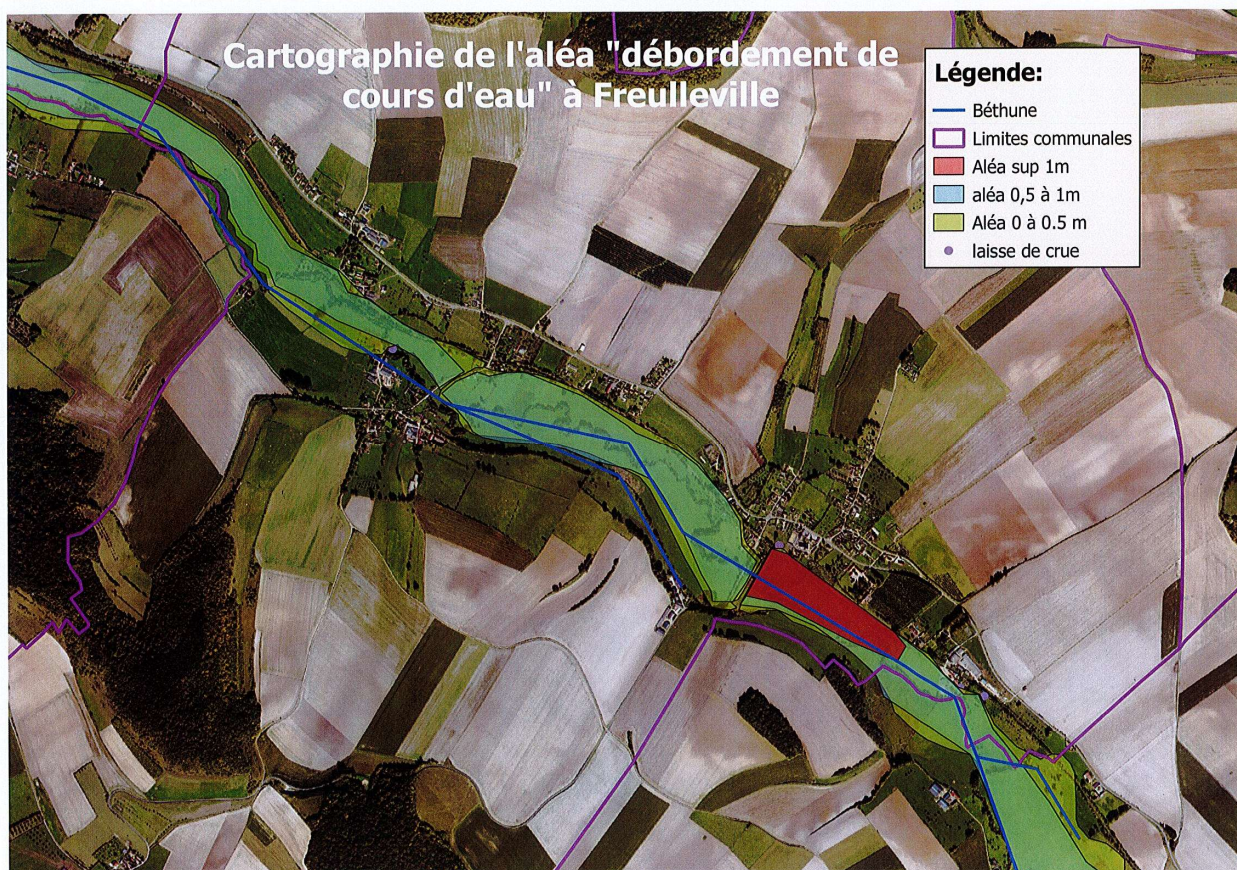 Cartographie de l'aléa "débordement de
cours d'eau" à Freulleville
Légende:
Béthune
Limites communales
Aléa sup 1m
aléa 0,5 à 1m
Aléa 0 à 0.5 m
laisse de crue